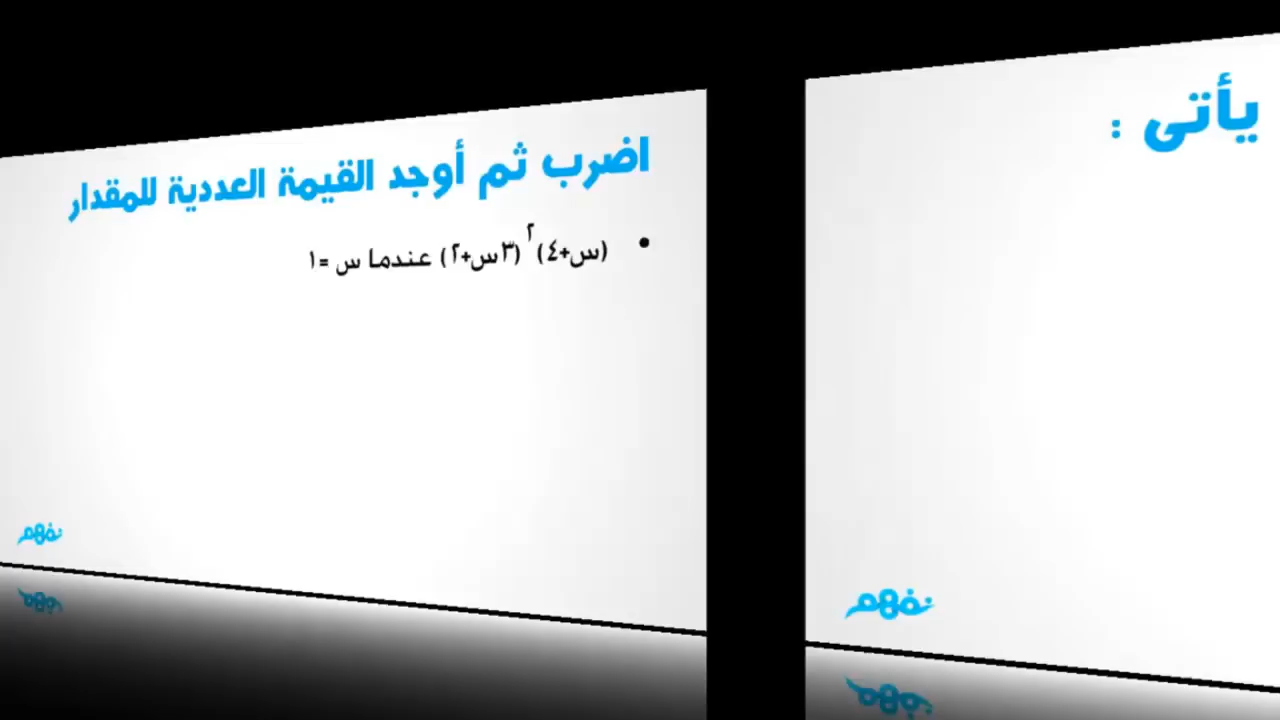 يأتى :
نفهم
اضرب ثم أوجد القيمة العددية للمقدار
• (س+٤)٢ (٣س+٢) عندما س =١
نفهم